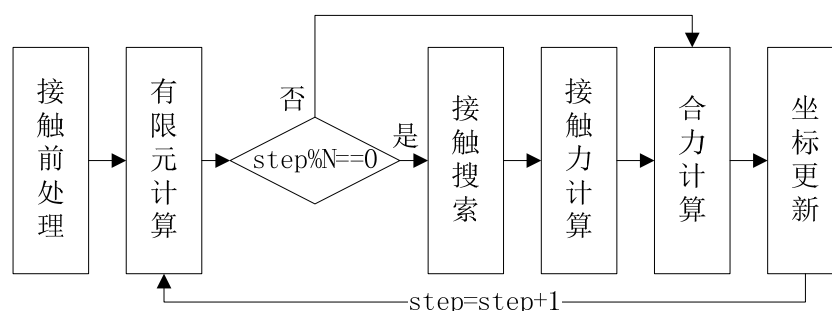 接触前处理
有限元计算
否
step%N==0
是
接触搜索
接触力计算
合力计算
坐标更新
step=step+1